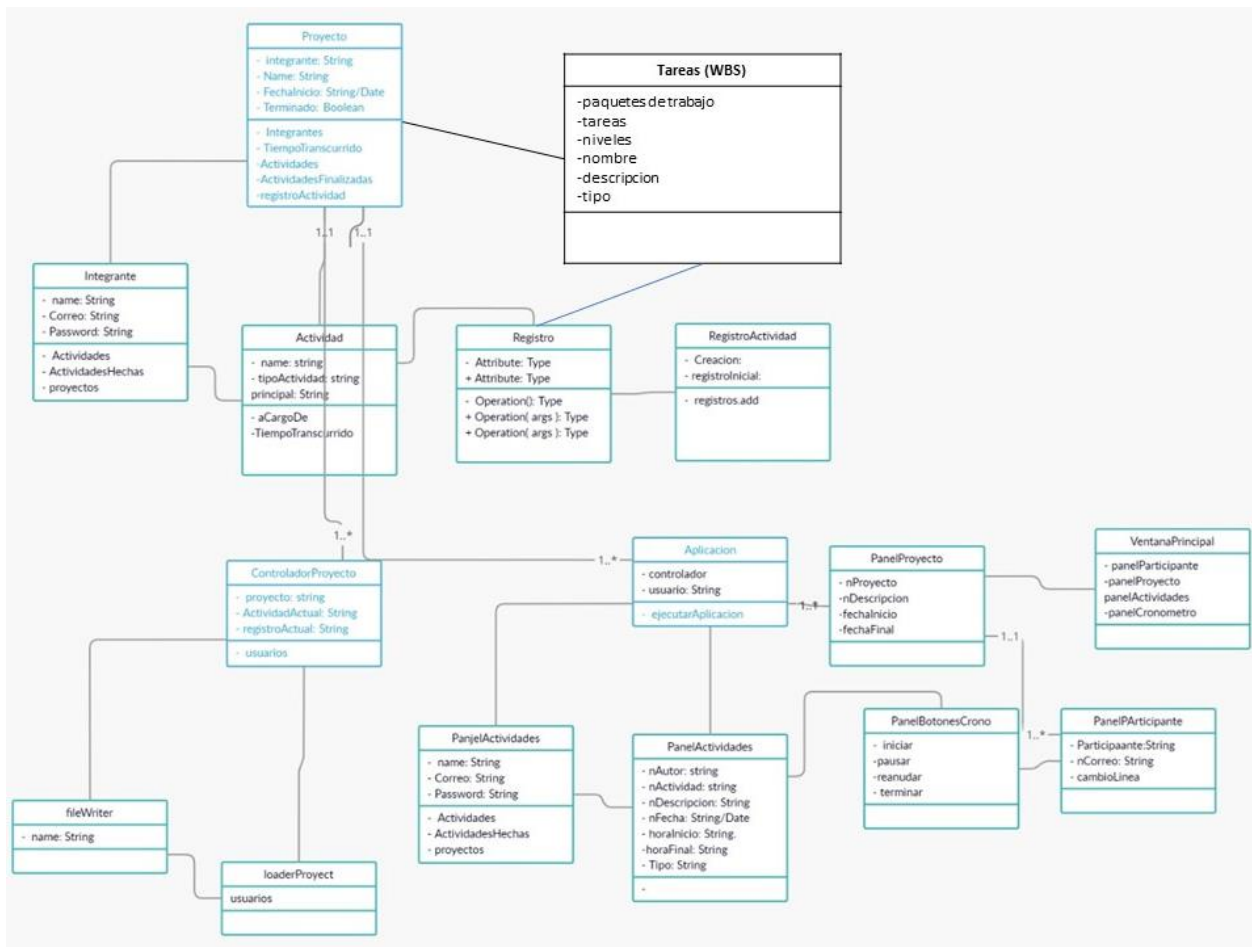 Proyecto
- integrante: String
- Name: String
- FechaInicio: String/Date
- Terminado: Boolean
- Integrantes
- TiempoTranscurrido
-Actividades
-ActividadesFinalizadas
-registroActividad
Tareas (WBS)
-paquetes de trabajo
-tareas
-niveles
-nombre
-descripcion
-tipo
1..1
1..1
Integrante
- name: String
- Correo: String
- Password: String
- Actividades
- ActividadesHechas
- proyectos
Actividad
- name: string
- tipoActividad: string
principal: String
- aCargoDe
-TiempoTranscurrido
Registro
- Attribute: Type
+ Attribute: Type
- Operation(): Type
+ Operation( args ): Type
+ Operation( args ): Type
RegistroActividad
- Creacion:
- registroInicial:
- registros.add
1..*
1..*
ControladorProyecto
- proyecto: string
- ActividadActual: String
- registroActual: String
- usuarios
Aplicacion
- controlador
- usuario: String
- ejecutarAplicacion
1..*
PanelProyecto
- nProyecto
-nDescripcion
-fechaInicio
-fechaFinal
VentanaPrincipal
- panelParticipante
-panelProyecto
panelActividades
-panelCronometro
1..1
1..*
PanjelActividades
- name: String
- Correo: String
- Password: String
- Actividades
- ActividadesHechas
- proyectos
PanelActividades
- nAutor: string
- nActividad: string
- nDescripcion: String
- nFecha: String/Date
- horaInicio: String.
-horaFinal: String
- Tipo: String
-
PanelBotonesCrono
- iniciar
-pausar
-reanudar
- terminar
PanelPArticipante
- Participaante:String
- nCorreo: String
- cambioLinea
fileWriter
- name: String
loaderProyect
usuarios